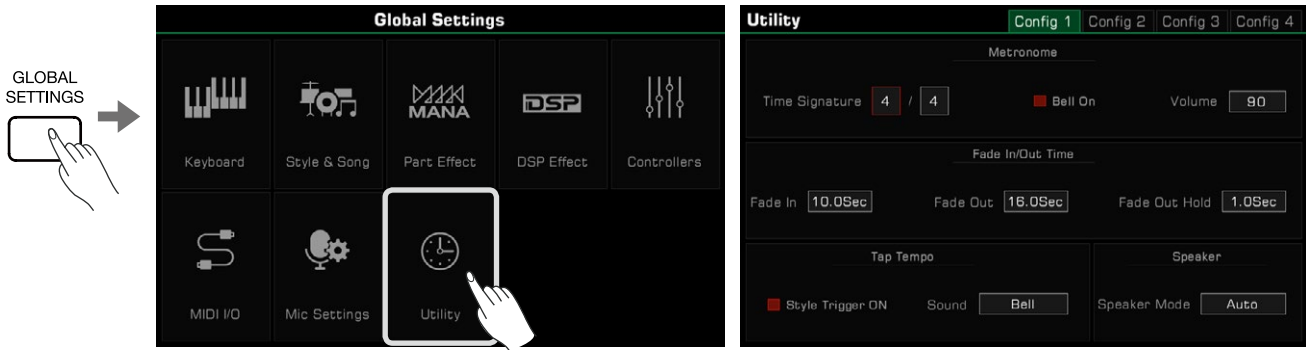 GLOBAL
SETTINGS
Global Settings
Keyboard
Style & Song
MANA
Part Effect
DSP
DSP Effect
Controllers
MIDI I/O
Mic Settings
Utility
Utility
Config 1
Config 2
Config 3
Config 4
Metronome
Time Signature 4 / 4
Bell On
Volume 90
Fade In/Out Time
Fade In 10.0Sec
Fade Out 16.0Sec
Fade Out Hold 1.0Sec
Tap Tempo
Style Trigger ON
Sound Bell
Speaker
Speaker Mode Auto